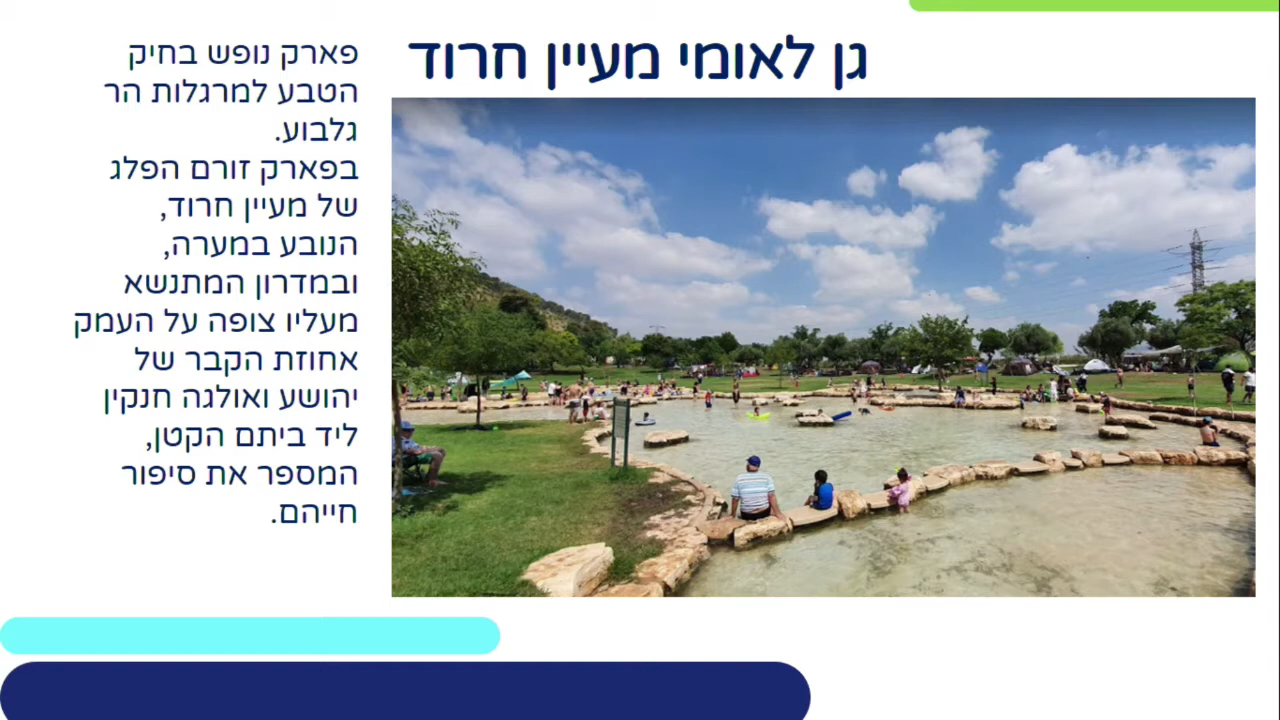 גן לאומי מעיין חרוד
פארק נופש בחיק
הטבע למרגלות הר
גלבוע.
בפארק זורם הפלג
של מעיין חרוד,
הנובע במערה,
ובמדרון המתנשא
מעליו צופה על העמק
אחוזת הקבר של
יהושע ואולגה חנקין
ליד ביתם הקטן,
המספר את סיפור
חייהם.